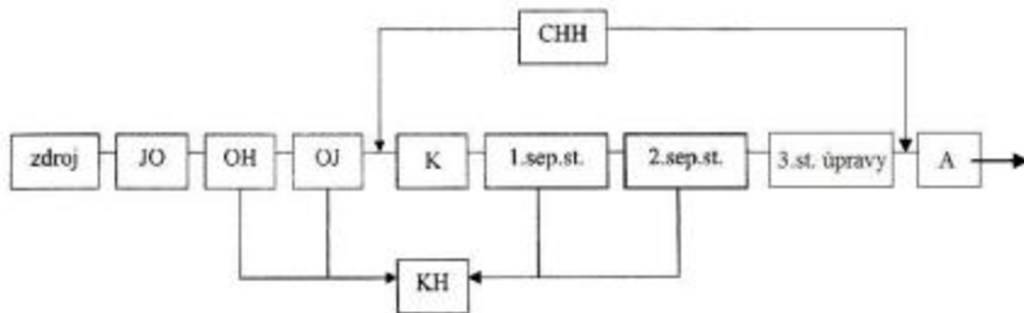 CHH
zdroj
JO
OH
OJ
K
1.sep.st.
2.sep.st.
3.st. úpravy
A
KH